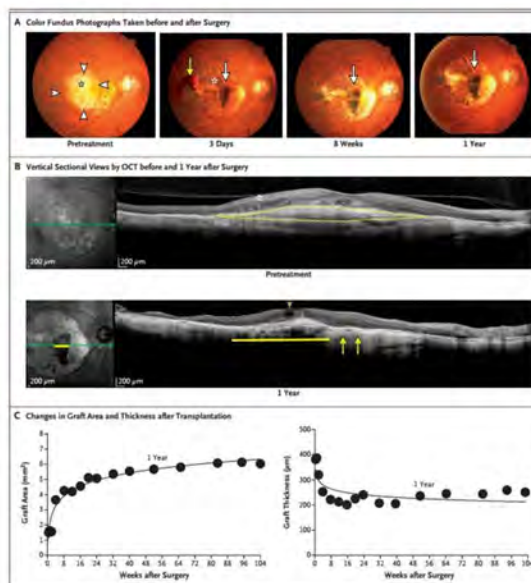 A Color Fundus Photographs Taken before and after Surgery
Pretreatment
3 Days
8 Weeks
1 Year
B Vertical Sectional Views by OCT before and 1 Year after Surgery
200 µm
200 µm
Pretreatment
200 µm
200 µm
1 Year
C Changes in Graft Area and Thickness after Transplantation
Graft Area (mm²)
8
7
6
5
4
3
2
1
0
1 Year
0 8 16 24 32 40 48 56 64 72 80 88 96 104
Weeks after Surgery
Graft Thickness (µm)
500
400
300
200
100
0
1 Year
0 8 16 24 32 40 48 56 64 72 80 88 96 104
Weeks after Surgery